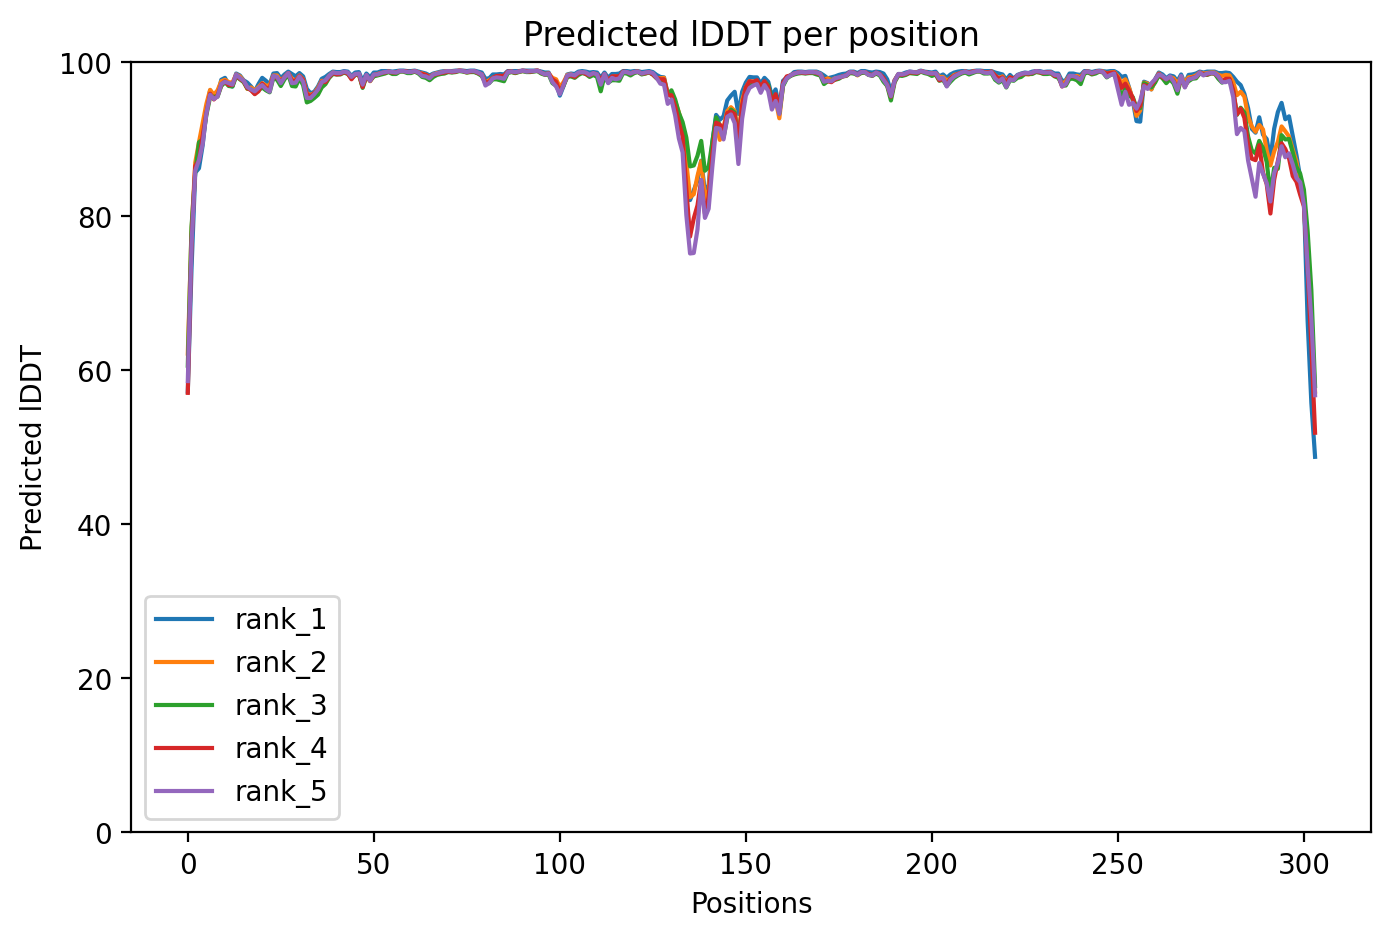 Predicted lDDT per position
Predicted lDDT
100
80
60
40
20
0
rank_1
rank_2
rank_3
rank_4
rank_5
0 50 100 150 200 250 300
Positions